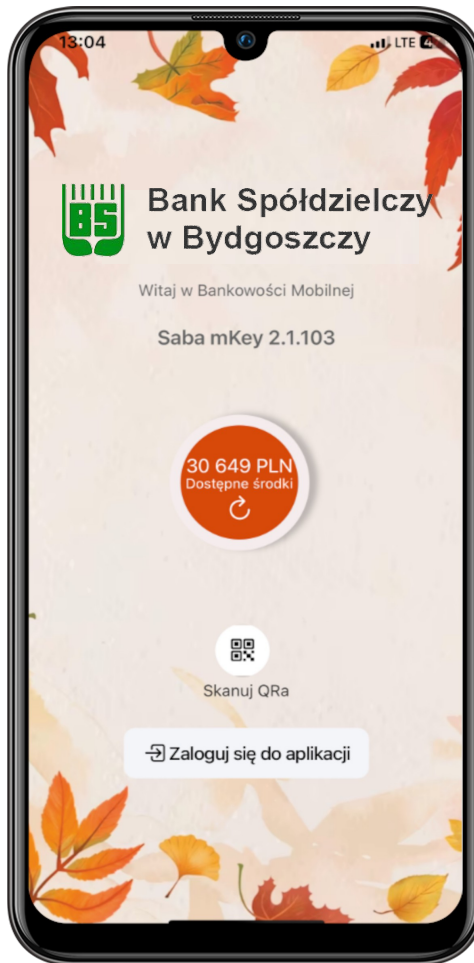 13:04
LTE
BS
Bank Spółdzielczy
w Bydgoszczy
Witaj w Bankowości Mobilnej
Saba mKey 2.1.103
30 649 PLN
Dostępne środki
Skanuj QRa
Zaloguj się do aplikacji